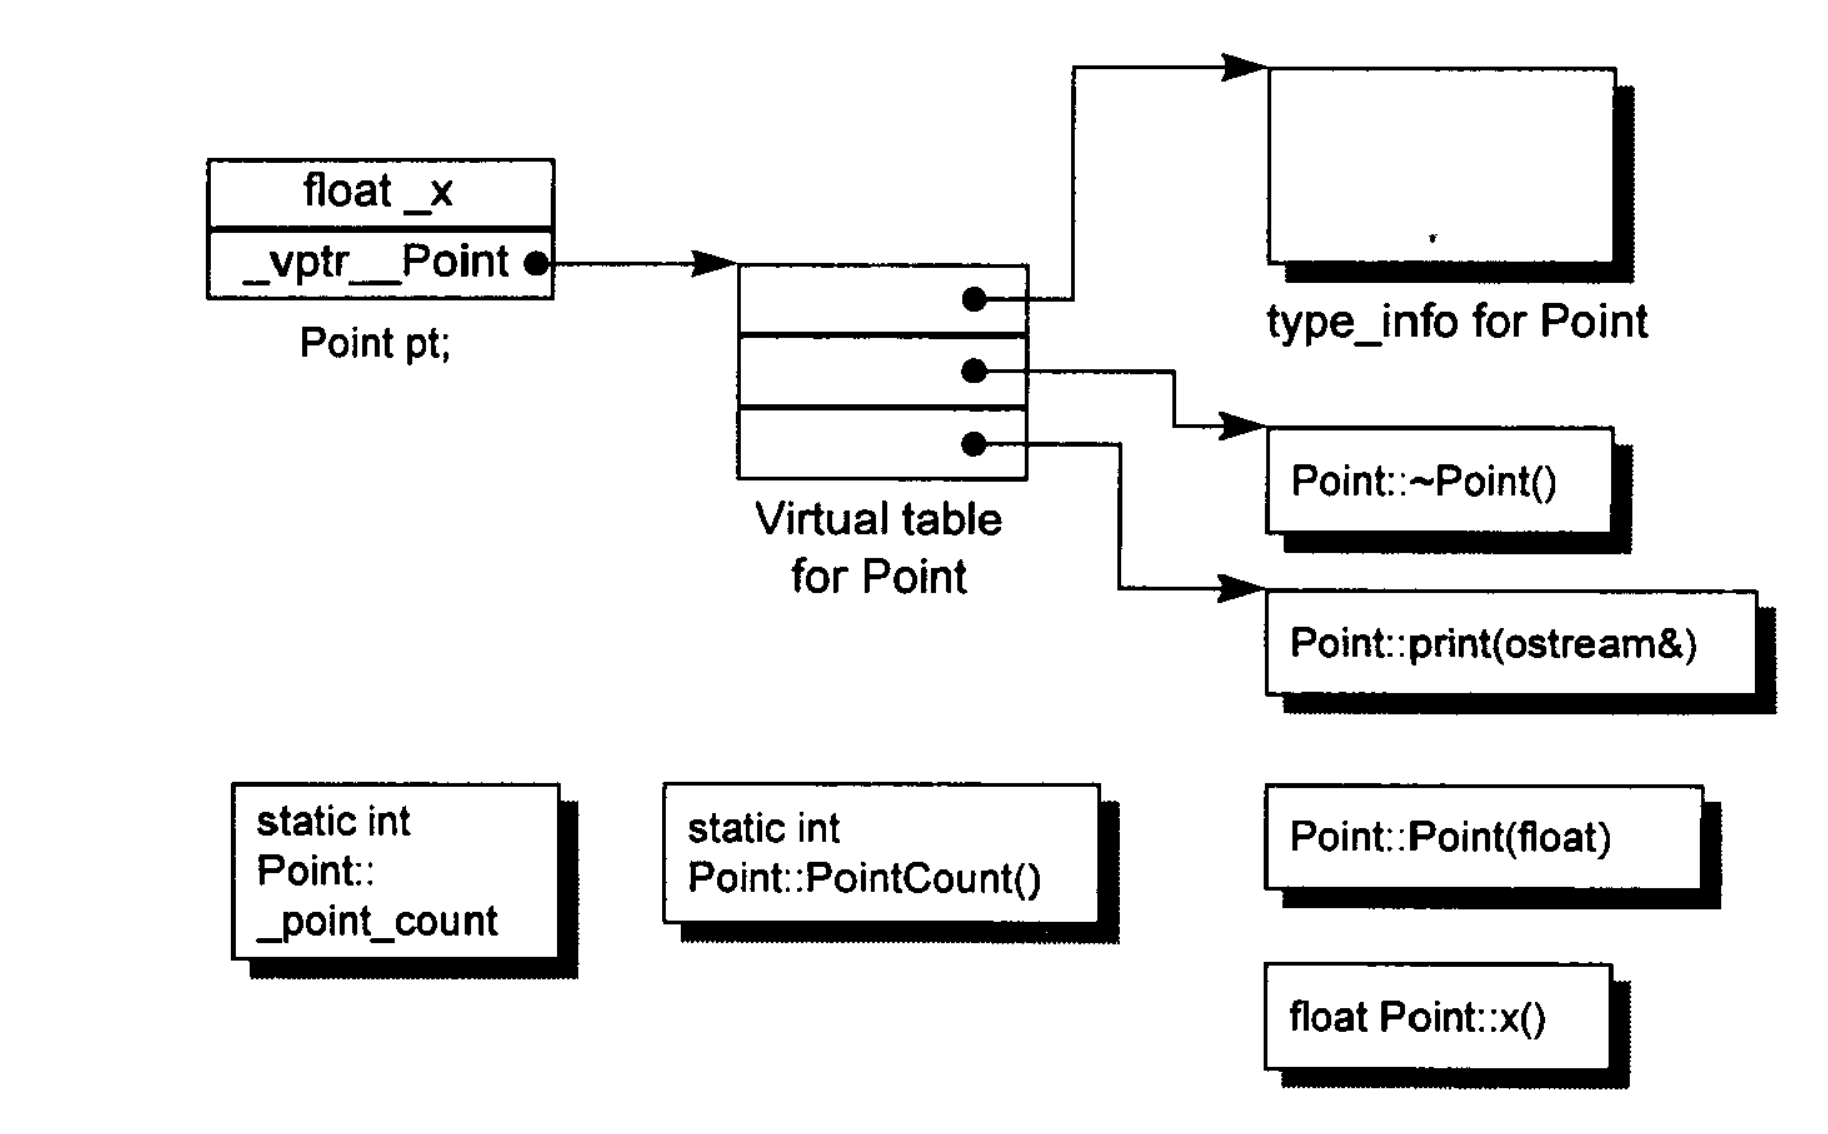 float _x
_vptr__Point
Point pt;
Virtual table
for Point
type_info for Point
Point::~Point()
Point::print(ostream&)
static int
Point::
_point_count
static int
Point::PointCount()
Point::Point(float)
float Point::x()